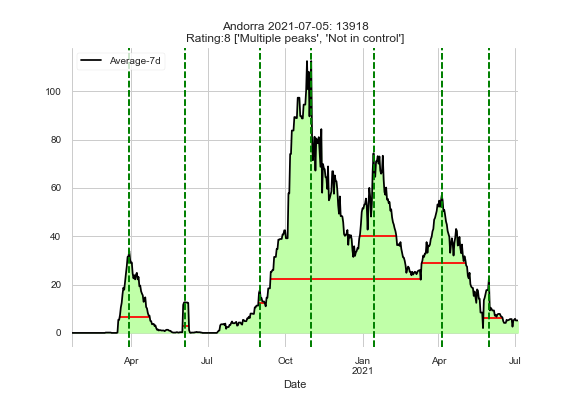 Andorra 2021-07-05: 13918
Rating:8 ['Multiple peaks', 'Not in control']
Average-7d
100
80
60
40
20
0
Apr
Jul
Oct
Jan
2021
Apr
Jul
Date